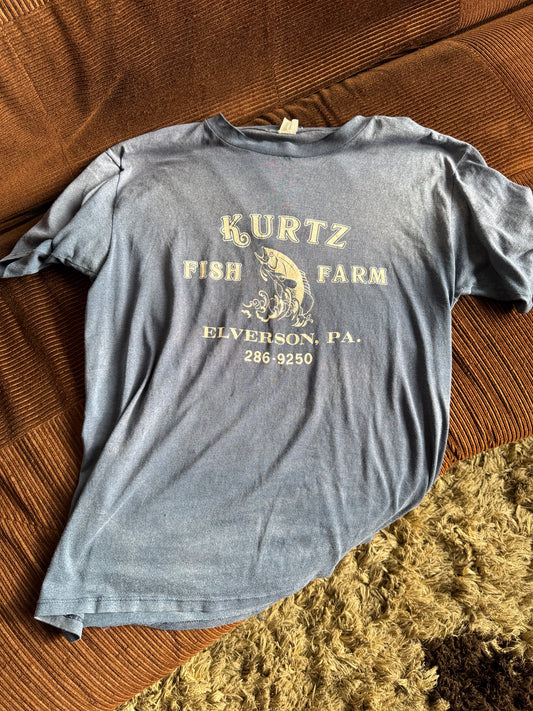 KURTZ
FISH FARM
ELVERSON, PA.
286-9250